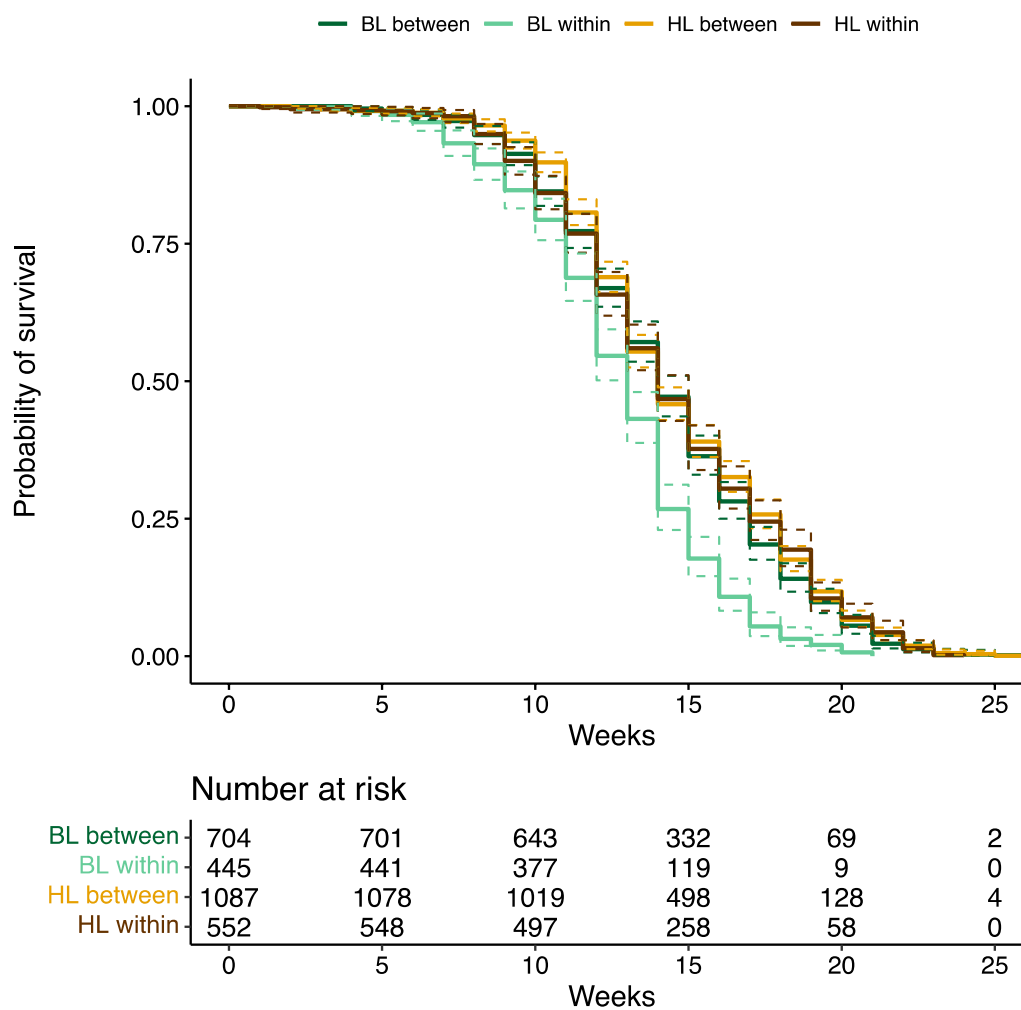 BL between BL within HL between HL within
Probability of survival
1.00
0.75
0.50
0.25
0.00
0 5 10 15 20 25
Weeks
Number at risk
BL between 704 701 643 332 69 2
BL within 445 441 377 119 9 0
HL between 1087 1078 1019 498 128 4
HL within 552 548 497 258 58 0
0 5 10 15 20 25
Weeks